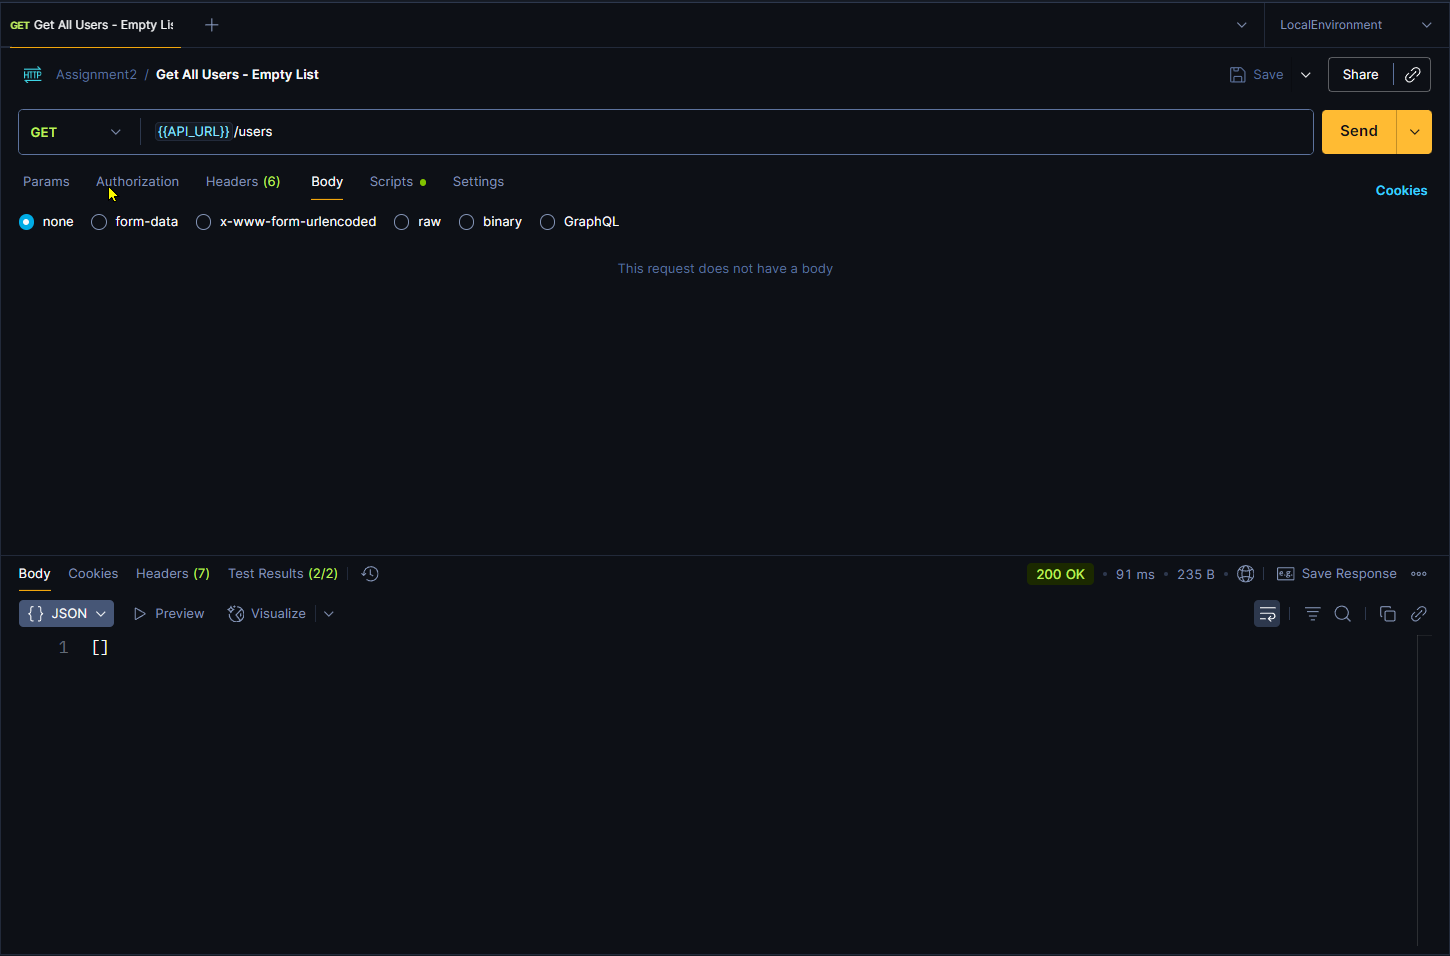 GET Get All Users - Empty Lis
LocalEnvironment
HTTP Assignment2 / Get All Users - Empty List
Save
Share
GET
{{API_URL}}/users
Send
Params Authorization Headers (6) Body Scripts Settings
Cookies
none form-data x-www-form-urlencoded raw binary GraphQL
This request does not have a body
Body Cookies Headers (7) Test Results (2/2)
200 OK • 91 ms • 235 B •
e.g. Save Response
{} JSON Preview Visualize
1 []